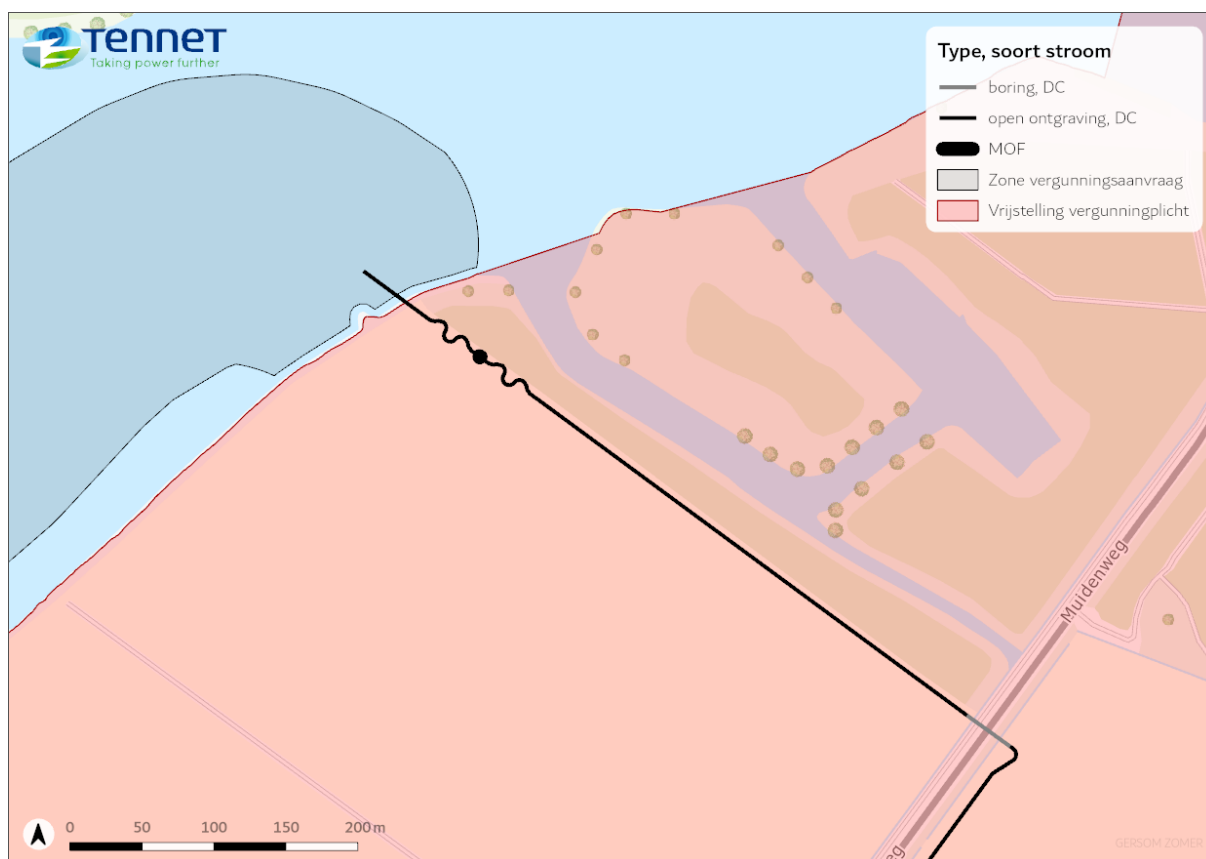 TenneT
Taking power further
Type, soort stroom
boring, DC
open ontgraving, DC
MOF
Zone vergunningsaanvraag
Vrijstelling vergunningplicht
Muidenweg
eg
0 50 100 150 200 m
GERSOM ZOMER